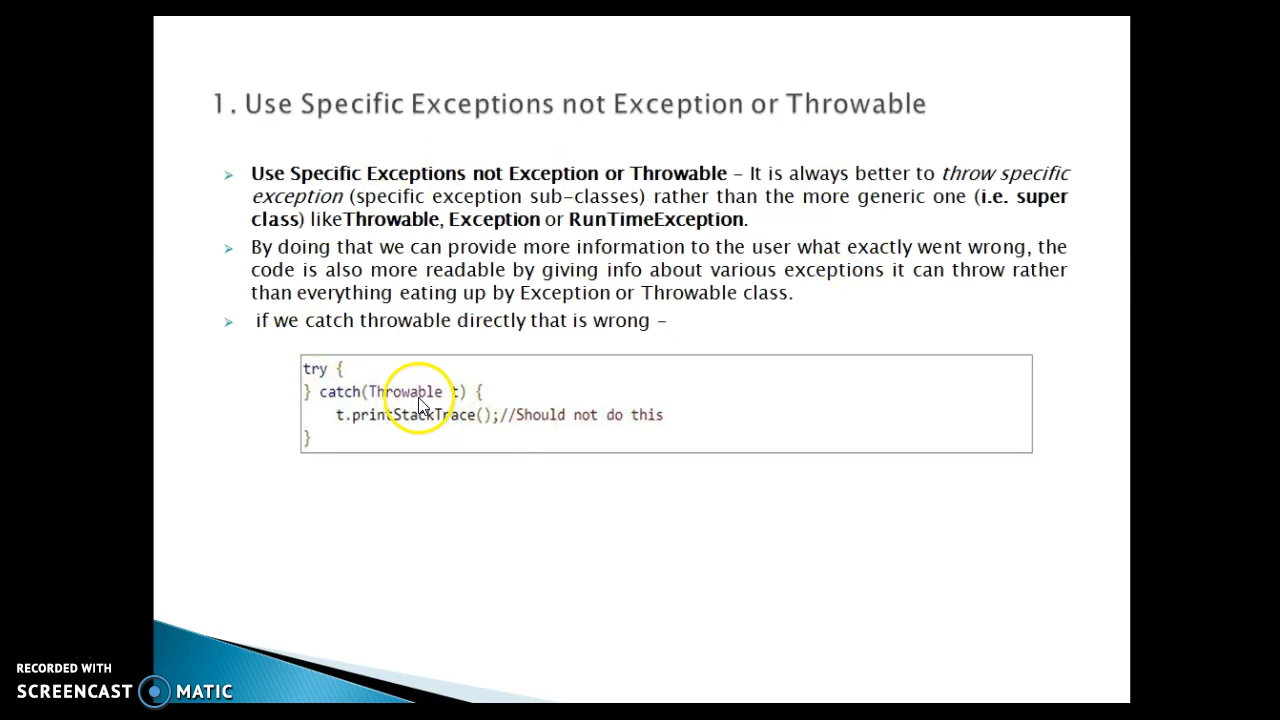 1. Use Specific Exceptions not Exception or Throwable
Use Specific Exceptions not Exception or Throwable – It is always better to throw specific
exception (specific exception sub-classes) rather than the more generic one (i.e. super
class) likeThrowable, Exception or RunTimeException.
By doing that we can provide more information to the user what exactly went wrong, the
code is also more readable by giving info about various exceptions it can throw rather
than everything eating up by Exception or Throwable class.
if we catch throwable directly that is wrong –
try {
} catch(Throwable t) {
t.printStackTrace();//Should not do this
}
RECORDED WITH
SCREENCAST MATIC